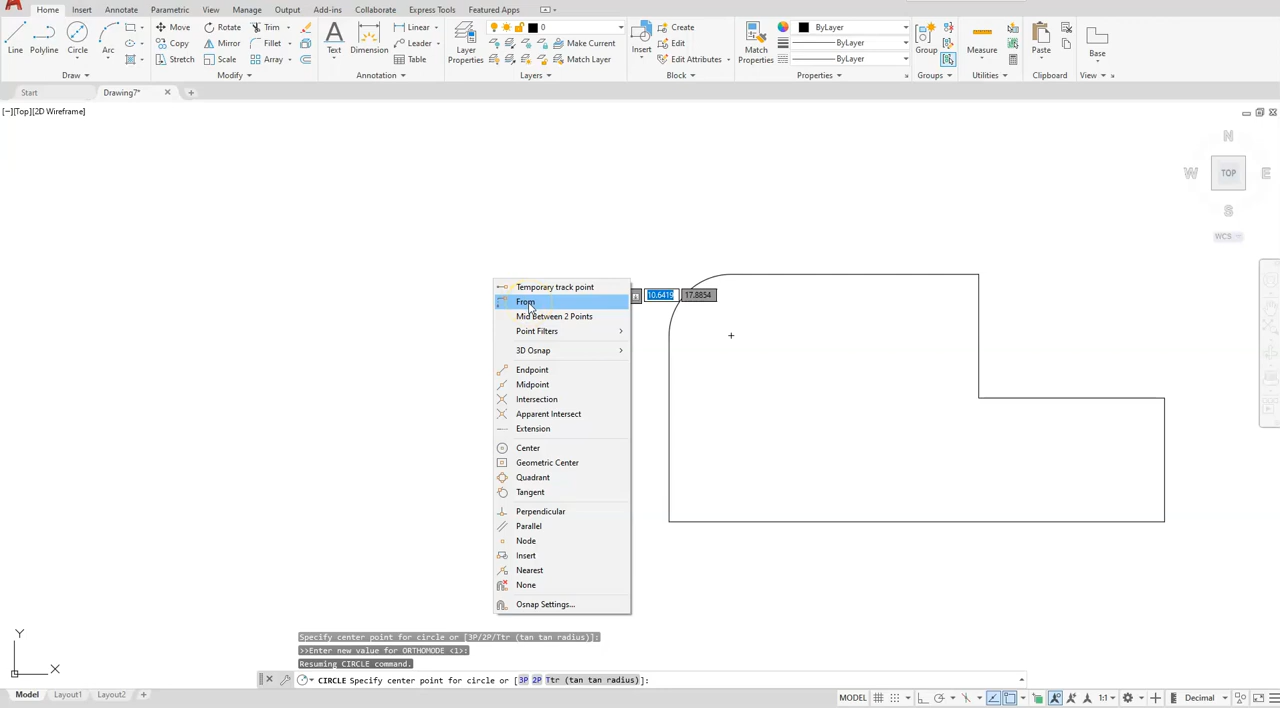 Home Insert Annotate Parametric View Manage Output Add-ins Collaborate Express Tools Featured Apps
Line Polyline Circle Arc
Move Rotate Trim
Copy Mirror Fillet
Stretch Scale Array
Text Dimension
Linear
Leader
Table
Layer Properties
0
Make Current
Match Layer
Insert
Create
Edit
Edit Attributes
Match Properties
ByLayer
ByLayer
ByLayer
Group
Measure
Paste
Base
Draw Modify Annotation Layers Block Properties Groups Utilities Clipboard View
Start Drawing7*
[−][Top][2D Wireframe]
N
W TOP E
S
WCS
Temporary track point
From
Mid Between 2 Points
Point Filters
3D Osnap
Endpoint
Midpoint
Intersection
Apparent Intersect
Extension
Center
Geometric Center
Quadrant
Tangent
Perpendicular
Parallel
Node
Insert
Nearest
None
Osnap Settings...
10.6419 17.8854
Y
X
Specify center point for circle or [3P/2P/Ttr (tan tan radius)]:
>>Enter new value for ORTHOMODE <1>:
Resuming CIRCLE command.
CIRCLE Specify center point for circle or [3P 2P Ttr (tan tan radius)]:
Model Layout1 Layout2 +
MODEL 1:1 Decimal